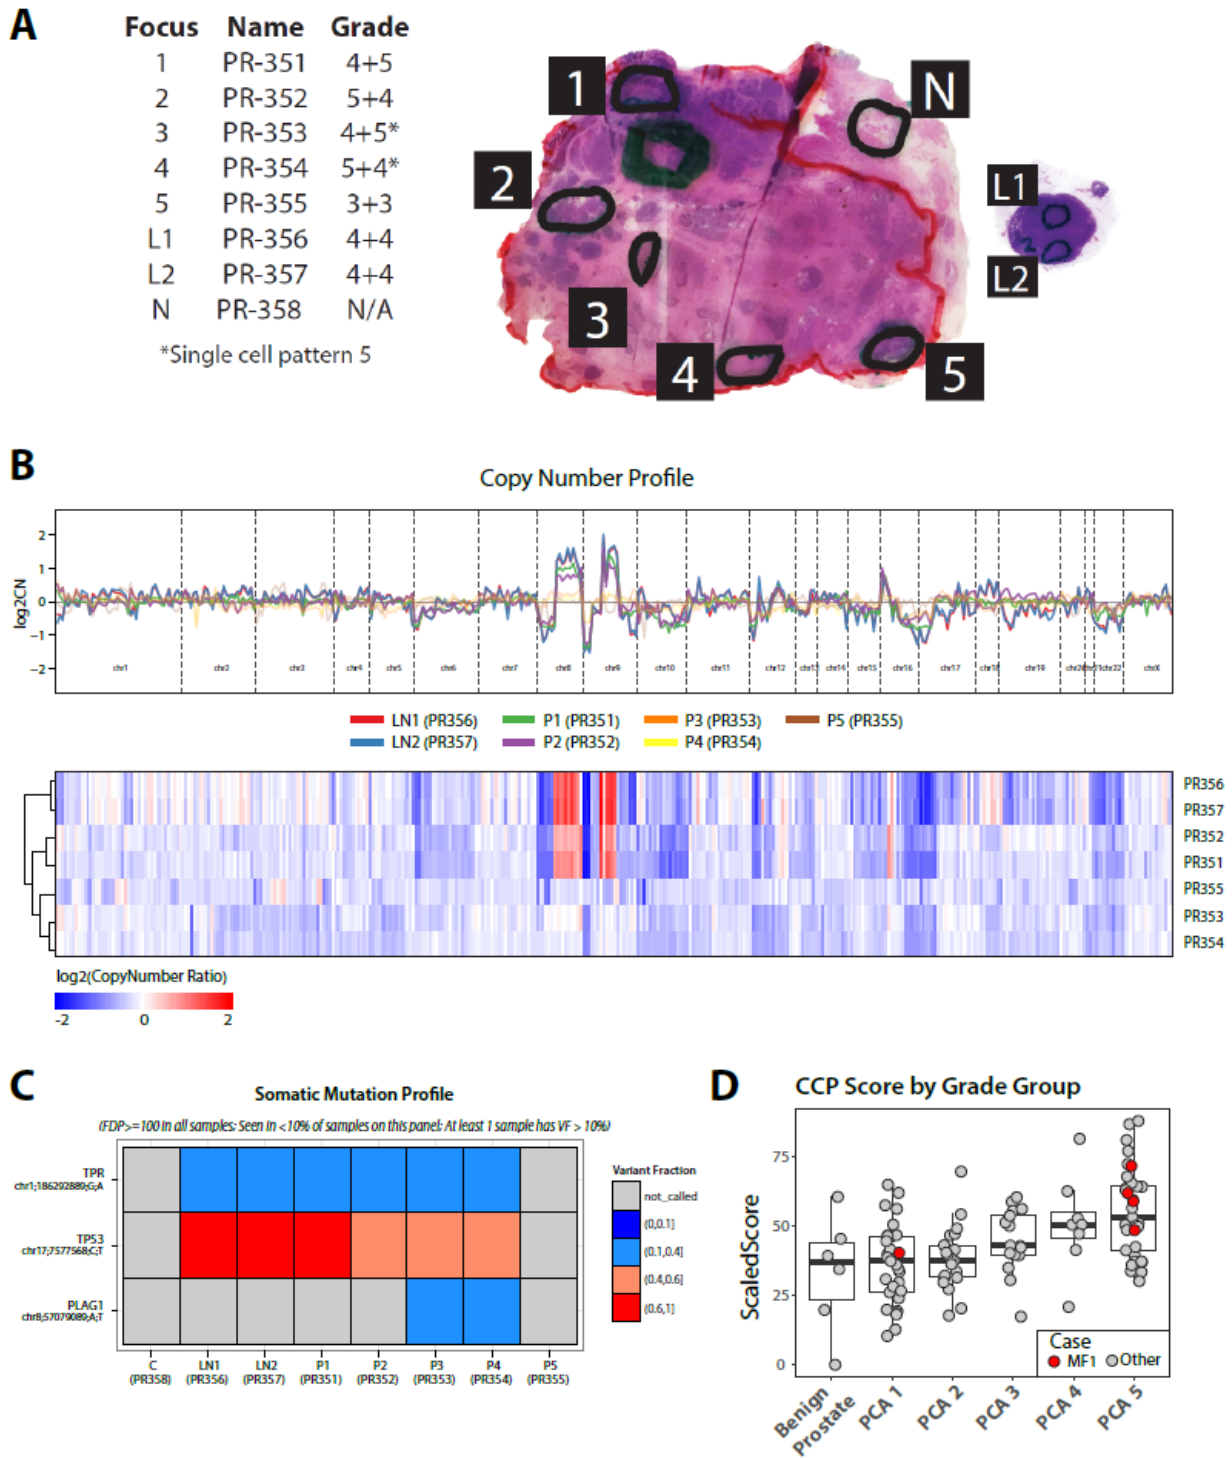 A
Focus Name Grade
1 PR-351 4+5
2 PR-352 5+4
3 PR-353 4+5*
4 PR-354 5+4*
5 PR-355 3+3
L1 PR-356 4+4
L2 PR-357 4+4
N PR-358 N/A
*Single cell pattern 5
1
N
2
L1
L2
3
4
5
B
Copy Number Profile
log2CN
2
1
0
−1
−2
chr1 chr2 chr3 chr4 chr5 chr6 chr7 chr8 chr9 chr10 chr11 chr12 chr13 chr14 chr15 chr16 chr17 chr18 chr19 chr22 chrX
LN1 (PR356) P1 (PR351) P3 (PR353) P5 (PR355)
LN2 (PR357) P2 (PR352) P4 (PR354)
PR356
PR357
PR352
PR351
PR355
PR353
PR354
log2(CopyNumber Ratio)
-2 0 2
C
Somatic Mutation Profile
(FDP>=100 in all samples; Seen in <10% of samples on this panel; At least 1 sample has VF > 10%)
TPR
chr1;186292889;G;A
TP53
chr17;7577568;C;T
PLAG1
chr8;57079089;A;T
C LN1 LN2 P1 P2 P3 P4 P5
(PR358) (PR356) (PR357) (PR351) (PR352) (PR353) (PR354) (PR355)
Variant Fraction
not_called
(0,0.1]
(0.1,0.4]
(0.4,0.6]
(0.6,1]
D
CCP Score by Grade Group
ScaledScore
75
50
25
0
Case
MF1 Other
Benign
Prostate
PCA 1
PCA 2
PCA 3
PCA 4
PCA 5